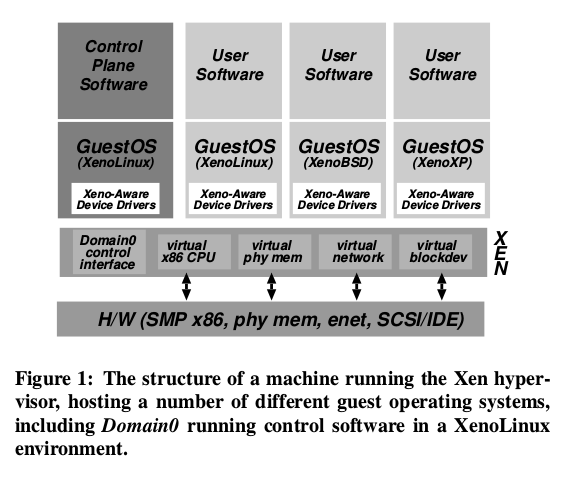 Control
Plane
Software
User
Software
User
Software
User
Software
GuestOS
(XenoLinux)
GuestOS
(XenoLinux)
GuestOS
(XenoBSD)
GuestOS
(XenoXP)
Xeno-Aware
Device Drivers
Xeno-Aware
Device Drivers
Xeno-Aware
Device Drivers
Xeno-Aware
Device Drivers
Domain0
control
interface
virtual
x86 CPU
virtual
phy mem
virtual
network
virtual
blockdev
X
E
N
H/W (SMP x86, phy mem, enet, SCSI/IDE)
Figure 1: The structure of a machine running the Xen hyper-
visor, hosting a number of different guest operating systems,
including Domain0 running control software in a XenoLinux
environment.